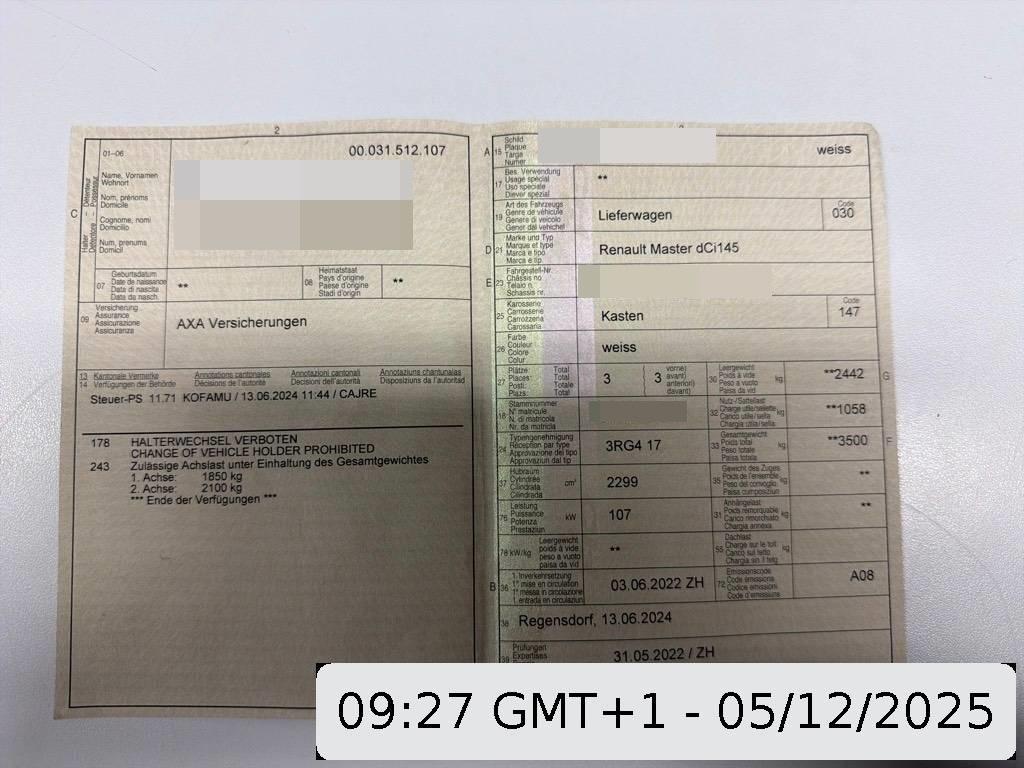 2
01–06
00.031.512.107
C
Halter – Détenteur
Detentore – Possessur
Name, Vornamen
Wohnort
Nom, prénoms
Domicile
Cognome, nomi
Domicilio
Num, prenums
Domicil
07
Geburtsdatum
Date de naissance
Data di nascita
Data da nasch.
**
08
Heimatstaat
Pays d'origine
Paese d'origine
Stadi d'origin
**
09
Versicherung
Assurance
Assicurazione
Assicuranza
AXA Versicherungen
13 Kantonale Vermerke Annotations cantonales Annotazioni cantonali Annotaziuns chantunalas
14 Verfügungen der Behörde Décisions de l'autorité Decisioni dell'autorità Disposiziuns da l'autoritad
Steuer-PS 11.71 KOFAMU / 13.06.2024 11:44 / CAJRE
178 HALTERWECHSEL VERBOTEN
CHANGE OF VEHICLE HOLDER PROHIBITED
243 Zulässige Achslast unter Einhaltung des Gesamtgewichtes
1. Achse: 1850 kg
2. Achse: 2100 kg
*** Ende der Verfügungen ***
A
15
Schild
Plaque
Targa
Numer
weiss
17
Bes. Verwendung
Usage spécial
Uso speciale
Diever spezial
**
19
Art des Fahrzeugs
Genre de véhicule
Genere di veicolo
Gener dal vehichel
Lieferwagen
Code
030
D
21
Marke und Typ
Marque et type
Marca e tipo
Marca e tip
Renault Master dCi145
E
23
Fahrgestell-Nr.
Châssis no
Telaio n.
Schassis nr.
25
Karosserie
Carrosserie
Carrozzeria
Carossaria
Kasten
Code
147
26
Farbe
Couleur
Colore
Colur
weiss
27
Plätze Total
Places: Total
Posti: Totale
Plazs: Total
3
3
vorne)
avant)
anteriori)
davant)
30
Leergewicht
Poids à vide
Peso a vuoto
Paisa da vid
kg
**2442
G
18
Stammnummer
N° matricule
N. di matricola
Nr. da matricla
32
Nutz-/Sattellast
Charge utile/sellette
Carico utile/sella
Chargia utila/sella
kg
**1058
24
Typengenehmigung
Réception par type
Approvazione del tipo
Approvaziun dal tip
3RG4 17
33
Gesamtgewicht
Poids total
Peso totale
Paisa totala
kg
**3500
F
37
Hubraum
Cylindrée
Cilindrata
Cilindrada
cm³
2299
35
Gewicht des Zuges
Poids de l'ensemble
Peso del convoglio
Paisa cumposiziun
kg
**
76
Leistung
Puissance
Potenza
Prestaziun
kW
107
31
Anhängelast
Poids remorquable
Carico rimorchiato
Chargia annexa
kg
**
78 kW/kg
Leergewicht
poids à vide
peso a vuoto
paisa da vid
**
55
Dachlast
Charge sur le toit
Carico sul tetto
Chargia sin il tetg
kg
B
36
1. Inverkehrsetzung
1re mise en circulation
1a messa in circolazione
1. entrada en circulaziun
03.06.2022 ZH
72
Emissionscode
Code émissions
Codice emissioni
Code d'emissiuns
A08
38
Regensdorf, 13.06.2024
39
Prüfungen
Expertises
31.05.2022 / ZH
09:27 GMT+1 - 05/12/2025